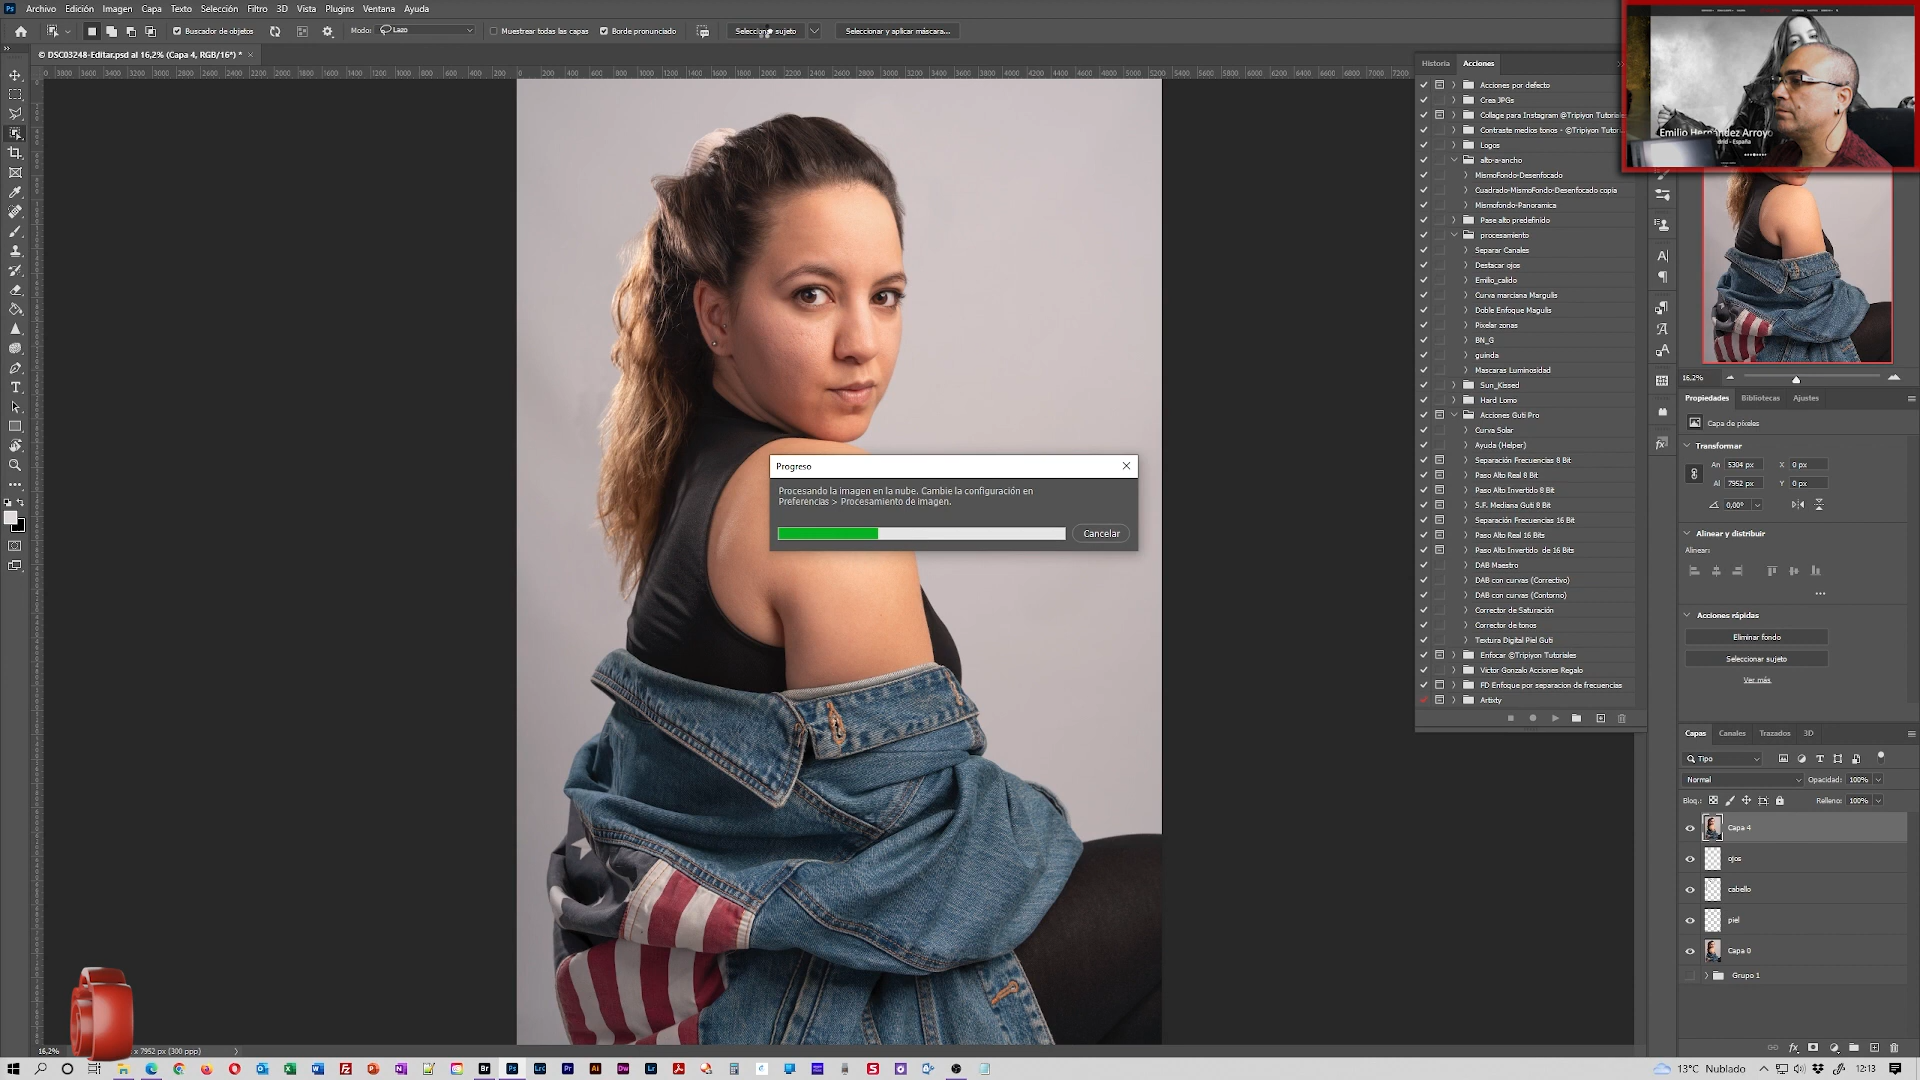 Archivo Edición Imagen Capa Texto Selección Filtro 3D Vista Plugins Ventana Ayuda
Buscador de objetos
Modo: Lazo
Muestrear todas las capas
Borde pronunciado
Seleccionar sujeto
Seleccionar y aplicar máscara...
© DSC03248-Editar.psd al 16,2% (Capa 4, RGB/16*) *
Historia Acciones
Acciones por defecto
Crea JPGs
Collage para Instagram @Tripiyon Tutoriale
Contraste medios tonos - ©Tripiyon Tutor
Logos
alto-a-ancho
MismoFondo-Desenfocado
Cuadrado-MismoFondo-Desenfocado copia
Mismofondo-Panoramica
Pase alto predefinido
procesamiento
Separar Canales
Destacar ojos
Emilio_calido
Curva marciana Margulis
Doble Enfoque Magulis
Pixelar zonas
BN_G
guinda
Mascaras Luminosidad
Sun_Kissed
Hard Lomo
Acciones Guti Pro
Curva Solar
Ayuda (Helper)
Separación Frecuencias 8 Bit
Paso Alto Real 8 Bit
Paso Alto Invertido 8 Bit
S.F. Mediana Guti 8 Bit
Separación Frecuencias 16 Bit
Paso Alto Real 16 Bits
Paso Alto Invertido de 16 Bits
DAB Maestro
DAB con curvas (Correctivo)
DAB con curvas (Contorno)
Corrector de Saturación
Corrector de tonos
Textura Digital Piel Guti
Enfocar ©Tripiyon Tutoriales
Victor Gonzalo Acciones Regalo
FD Enfoque por separacion de frecuencias
Artixty
Emilio Hernández Arroyo
drid - España
Progreso
Procesando la imagen en la nube. Cambie la configuración en
Preferencias > Procesamiento de imagen.
Cancelar
16,2%
Propiedades Bibliotecas Ajustes
Capa de píxeles
Transformar
An 5304 px X 0 px
Al 7952 px Y 0 px
0,00°
Alinear y distribuir
Alinear:
Acciones rápidas
Eliminar fondo
Seleccionar sujeto
Ver más
Capas Canales Trazados 3D
Tipo
Normal Opacidad: 100%
Bloq.: Relleno: 100%
Capa 4
ojos
cabello
piel
Capa 0
Grupo 1
16,2% x 7952 px (300 ppp)
13°C Nublado 12:13